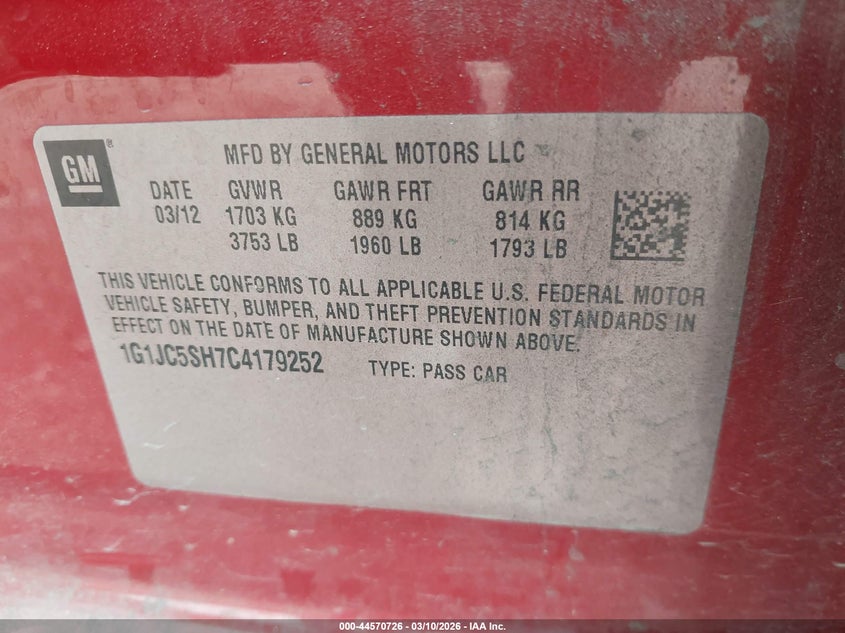 GM ®
MFD BY GENERAL MOTORS LLC
DATE GVWR GAWR FRT GAWR RR
03/12 1703 KG 889 KG 814 KG
3753 LB 1960 LB 1793 LB
THIS VEHICLE CONFORMS TO ALL APPLICABLE U.S. FEDERAL MOTOR
VEHICLE SAFETY, BUMPER, AND THEFT PREVENTION STANDARDS IN
EFFECT ON THE DATE OF MANUFACTURE SHOWN ABOVE.
1G1JC5SH7C4179252 TYPE: PASS CAR
000-44570726 - 03/10/2026 - IAA Inc.